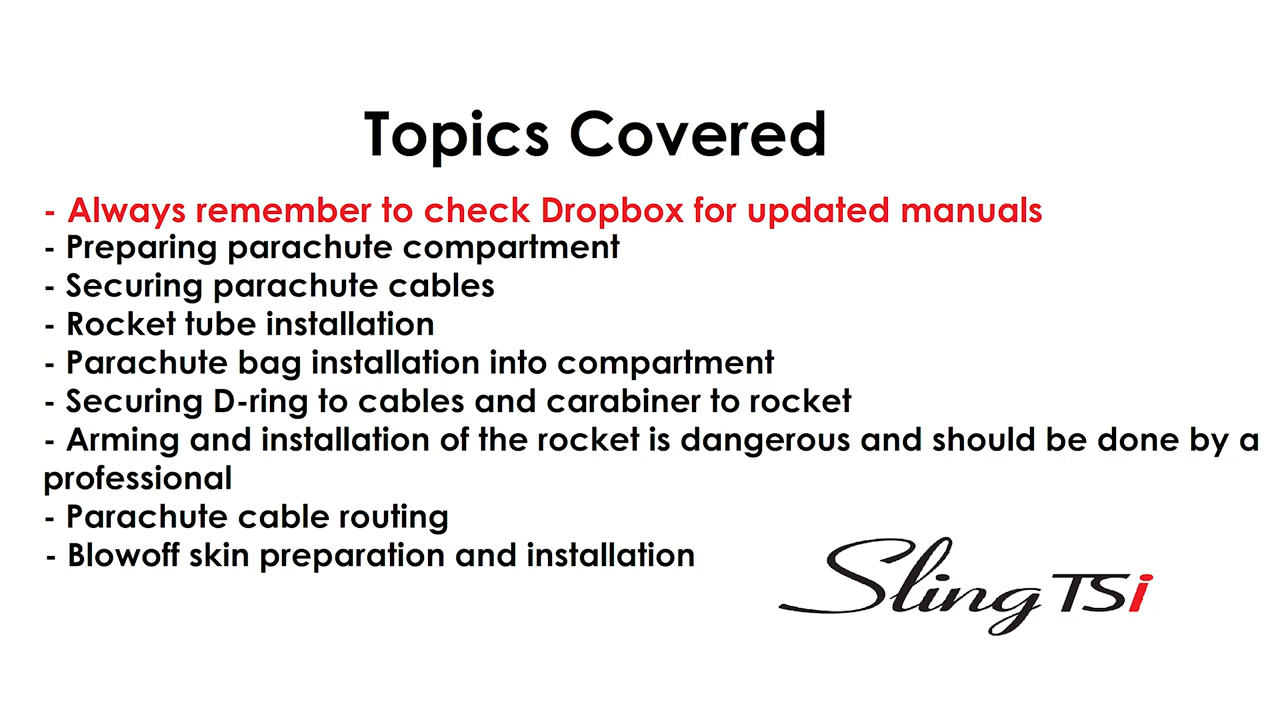 Topics Covered
- Always remember to check Dropbox for updated manuals
- Preparing parachute compartment
- Securing parachute cables
- Rocket tube installation
- Parachute bag installation into compartment
- Securing D-ring to cables and carabiner to rocket
- Arming and installation of the rocket is dangerous and should be done by a
professional
- Parachute cable routing
- Blowoff skin preparation and installation
Sling TSi